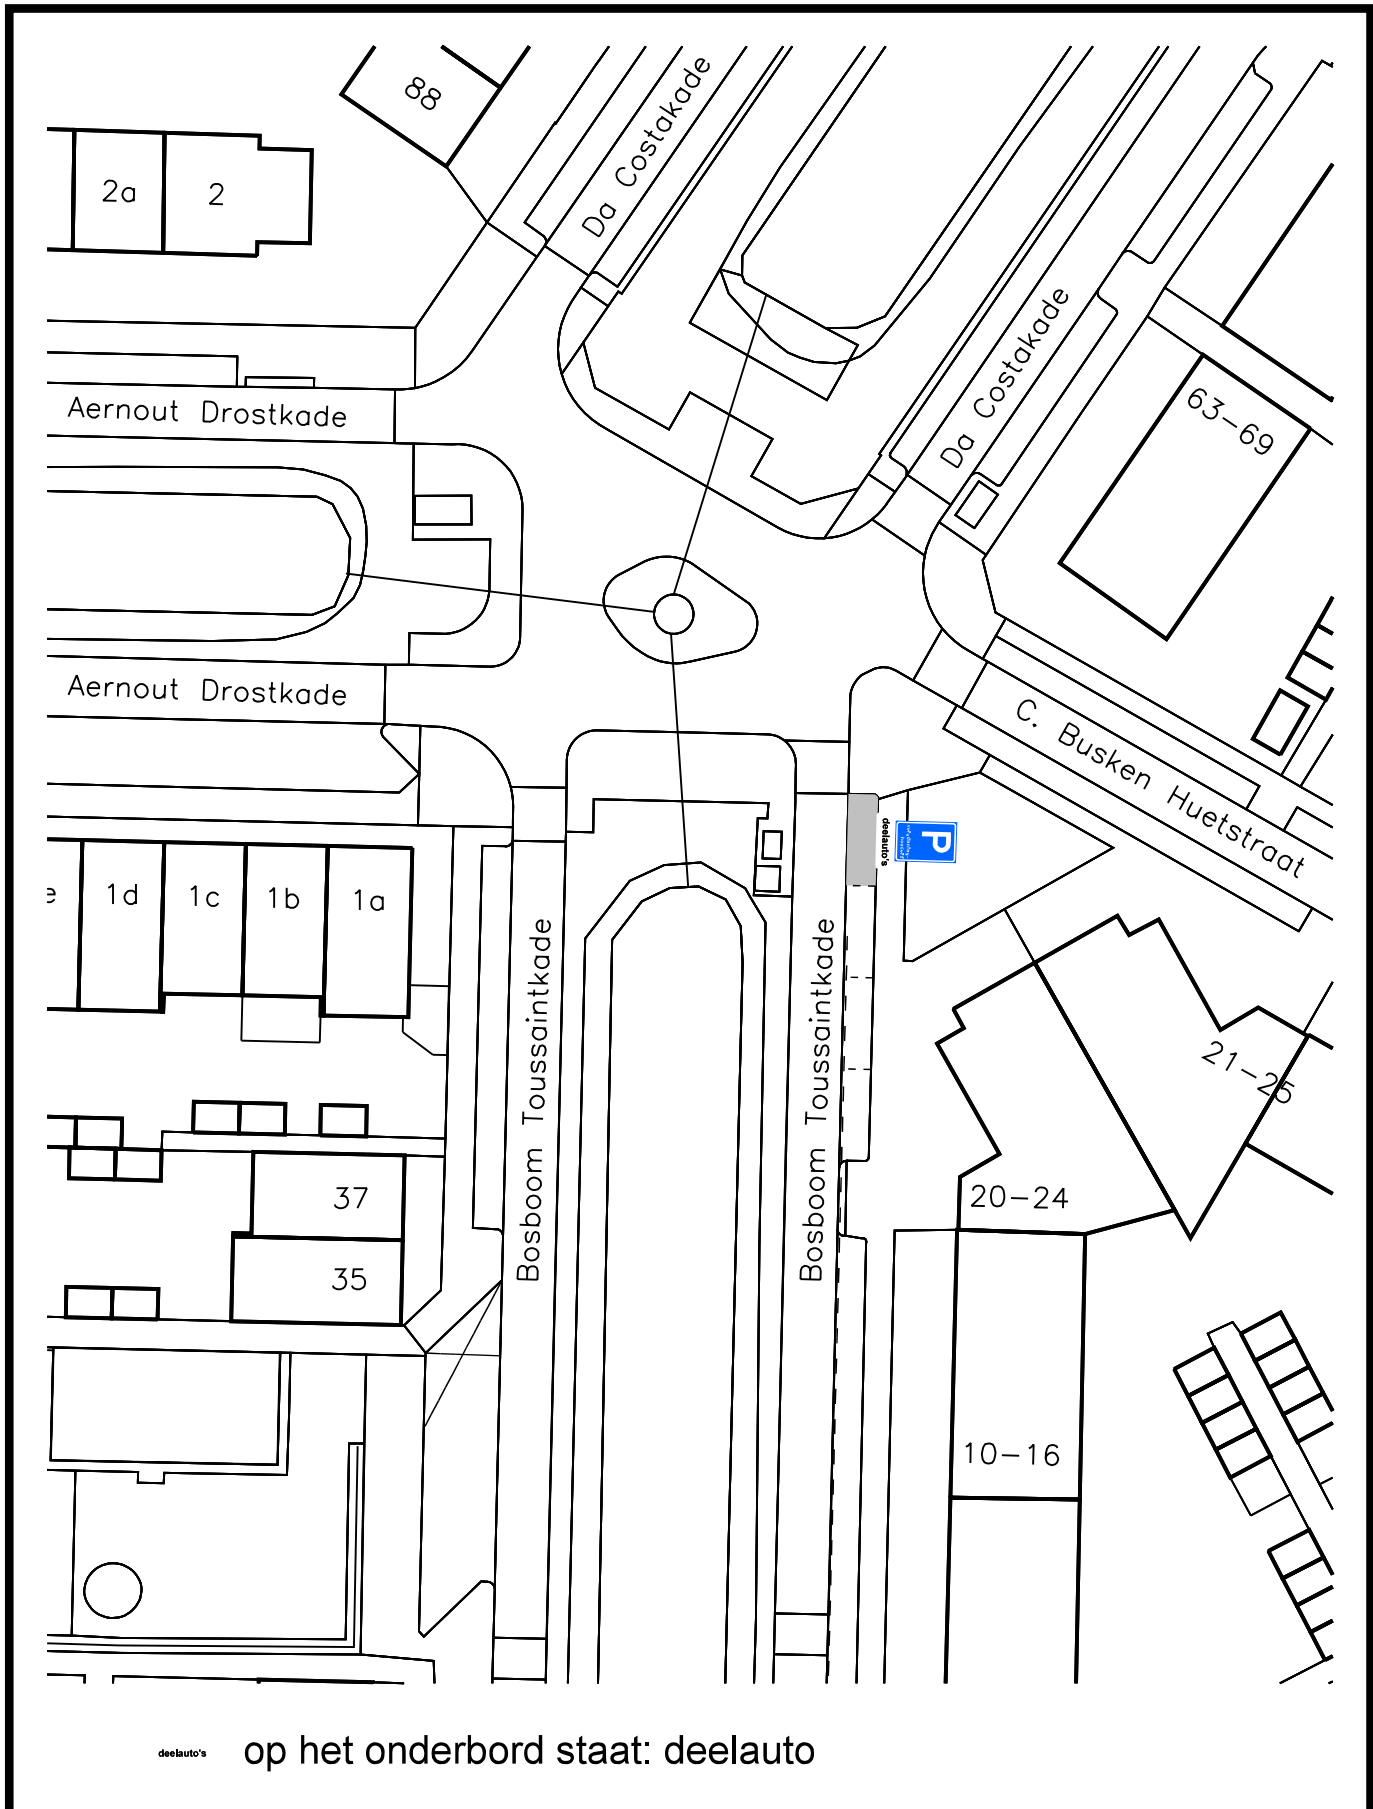 88
Da Costakade
2a
2
Da Costakade
63-69
Aernout Drostkade
Aernout Drostkade
C. Busken Huetstraat
P
deelauto's
1d
1c
1b
1a
Bosboom Toussaintkade
Bosboom Toussaintkade
21-25
20-24
37
35
10-16
deelauto's op het onderbord staat: deelauto